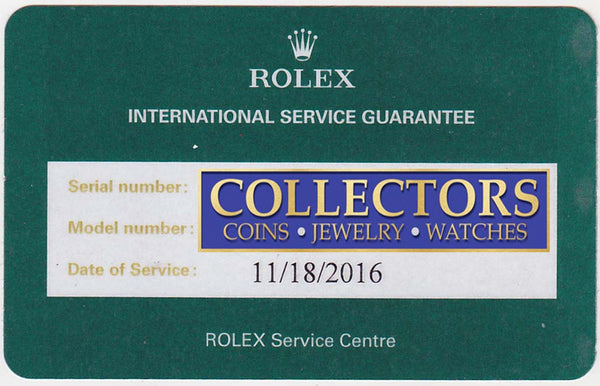 ROLEX
INTERNATIONAL SERVICE GUARANTEE
Serial number:
COLLECTORS
Model number:
COINS • JEWELRY • WATCHES
Date of Service: 11/18/2016
ROLEX Service Centre